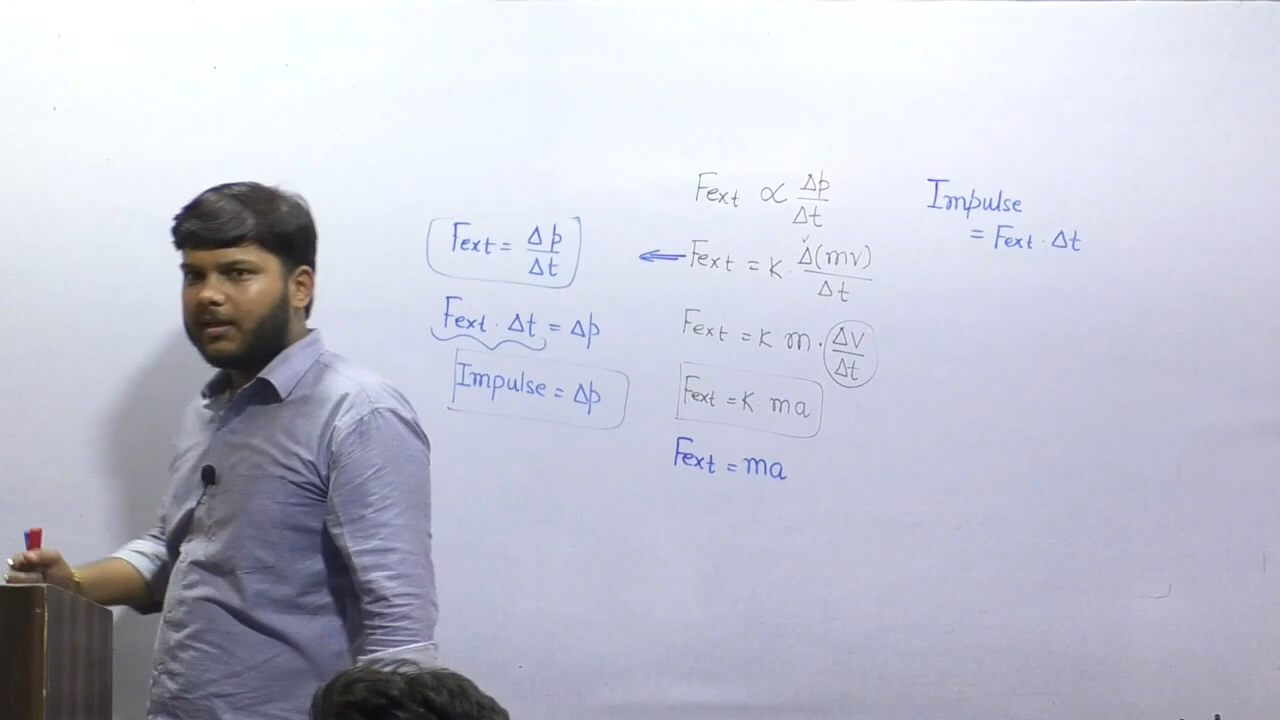 Fext ∝ Δp/Δt
Fext = K · Δ(mv)/Δt
Fext = K m · Δv/Δt
Fext = K ma
Fext = ma
Fext = Δp/Δt
Fext · Δt = Δp
Impulse = Δp
Impulse
= Fext · Δt